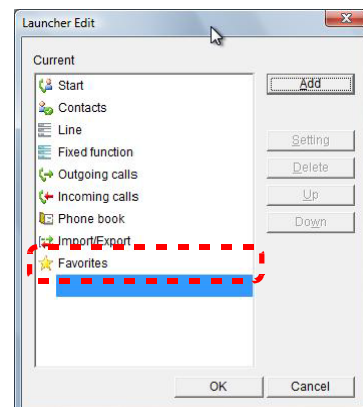 Launcher Edit
Current
Start
Contacts
Line
Fixed function
Outgoing calls
Incoming calls
Phone book
Import/Export
Favorites
Add
Setting
Delete
Up
Down
OK
Cancel